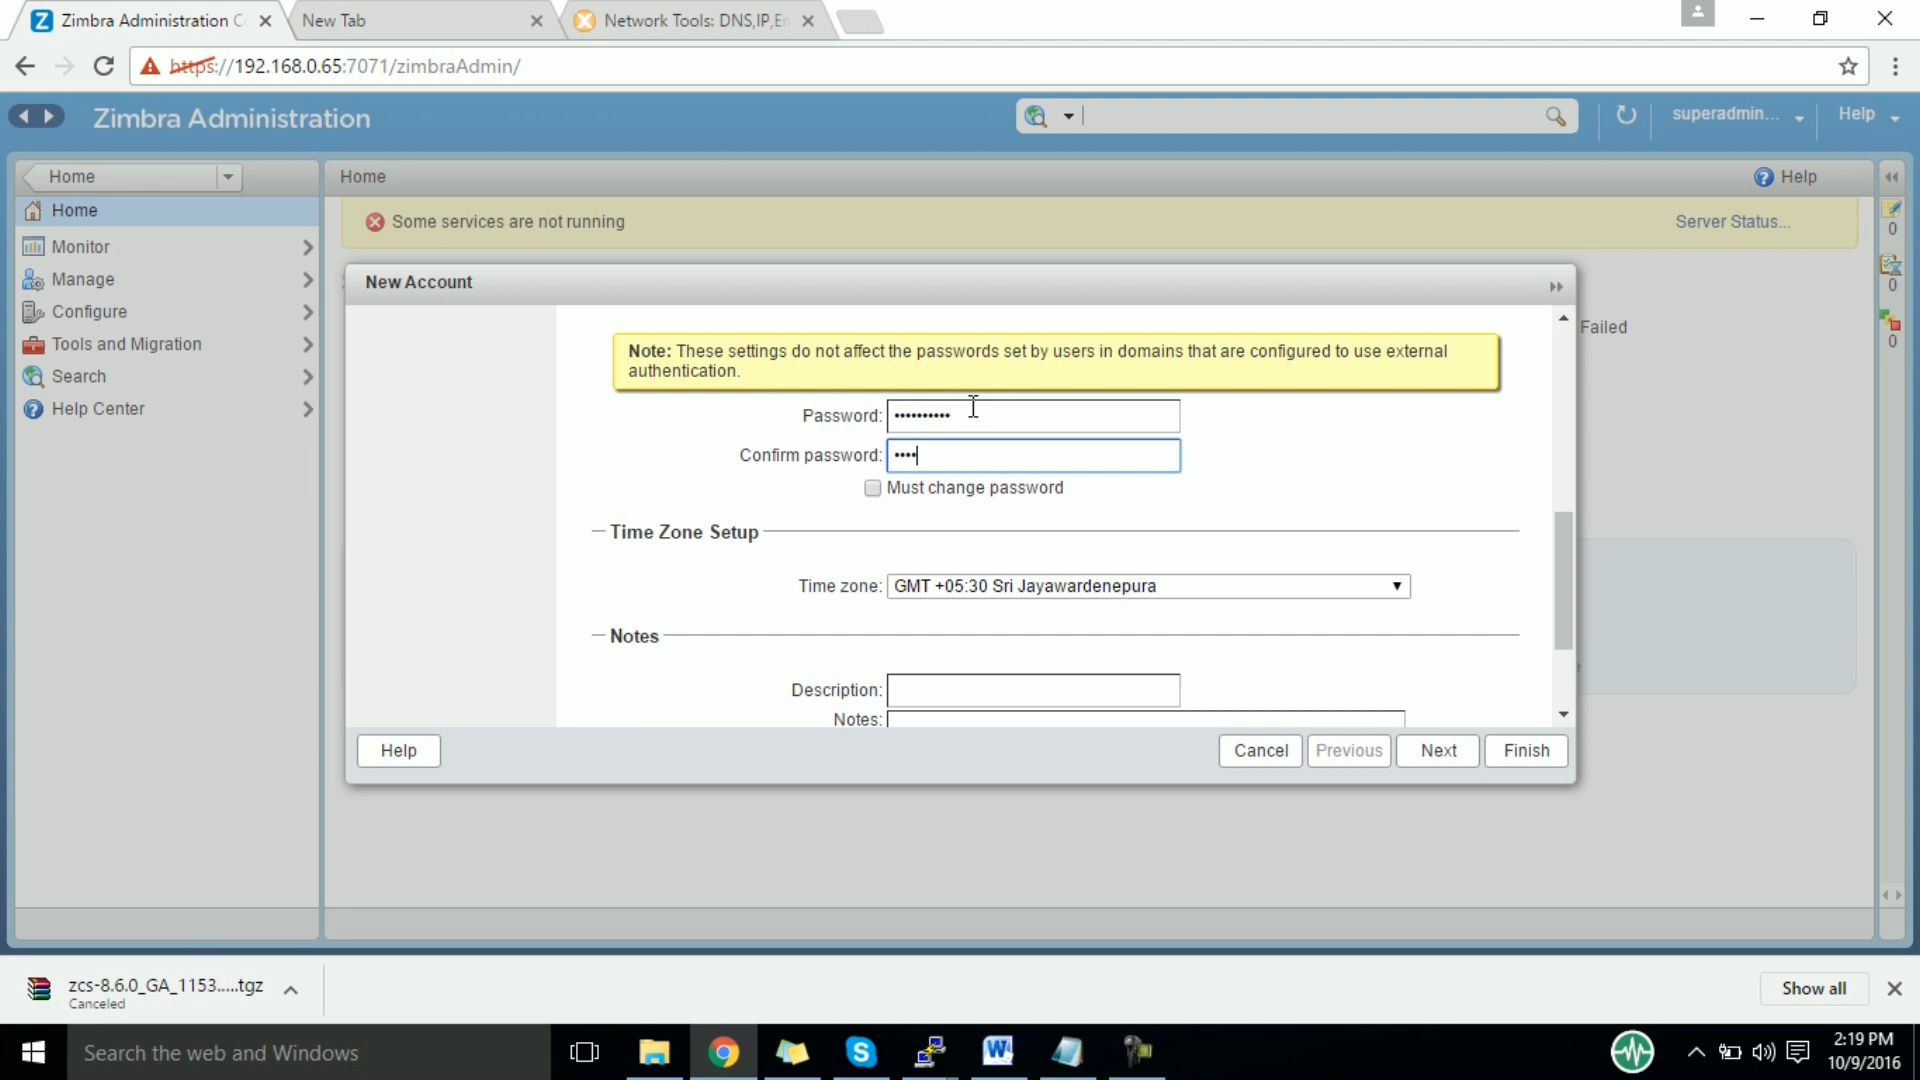 Zimbra Administration C
New Tab
Network Tools: DNS,IP,Em
https://192.168.0.65:7071/zimbraAdmin/
Zimbra Administration
superadmin...
Help
Home
Home
Help
Home
Monitor
Manage
Configure
Tools and Migration
Search
Help Center
Some services are not running
Server Status...
0
0
0
Failed
New Account
Note: These settings do not affect the passwords set by users in domains that are configured to use external
authentication.
Password: ••••••••••
Confirm password: ••••
Must change password
Time Zone Setup
Time zone: GMT +05:30 Sri Jayawardenepura
Notes
Description:
Notes:
Help
Cancel
Previous
Next
Finish
zcs-8.6.0_GA_1153.....tgz
Canceled
Show all
Search the web and Windows
2:19 PM
10/9/2016